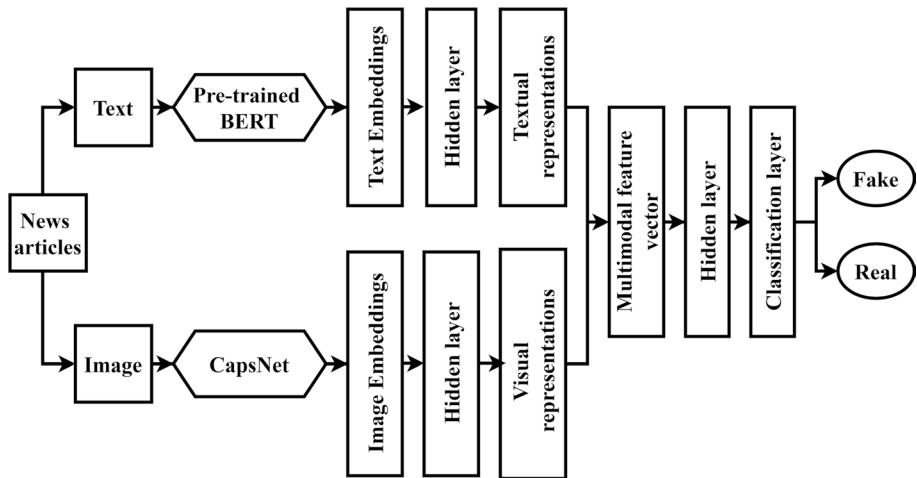 Text
Pre-trained
BERT
Text Embeddings
Hidden layer
Textual
representations
News
articles
Image
CapsNet
Image Embeddings
Hidden layer
Visual
representations
Multimodal feature
vector
Hidden layer
Classification layer
Fake
Real